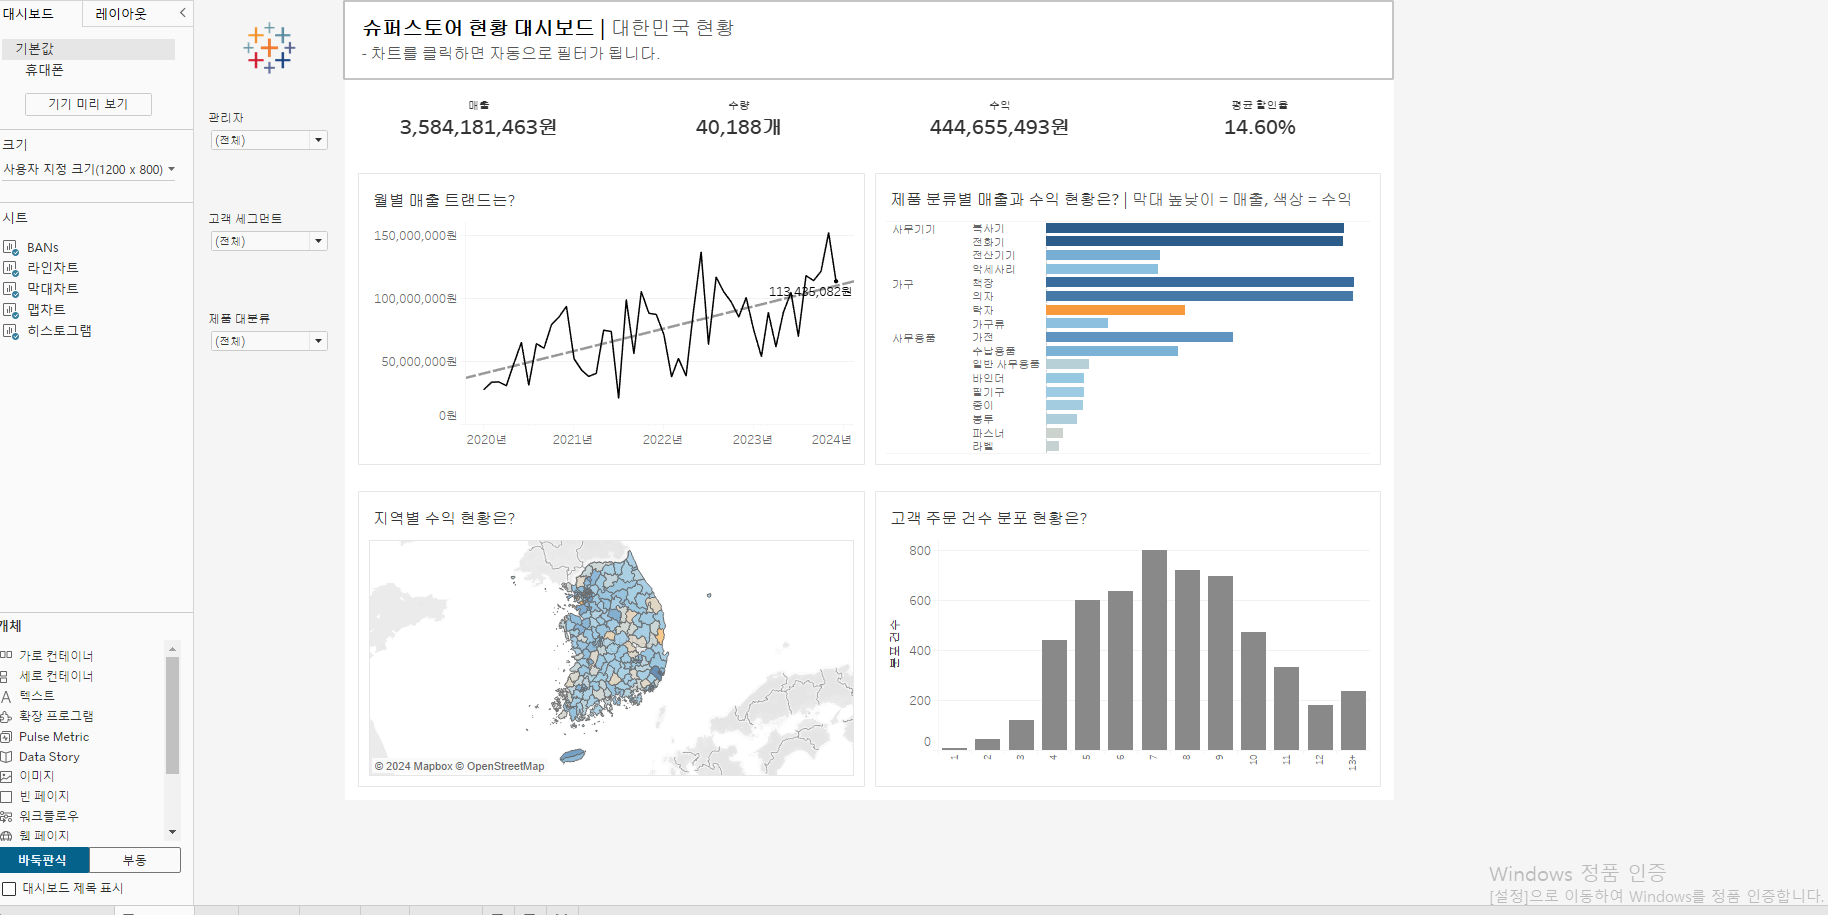 대시보드
레이아웃
기본값
휴대폰
기기 미리 보기
크기
사용자 지정 크기(1200 x 800)
시트
BANs
라인차트
막대차트
맵차트
히스토그램
개체
가로 컨테이너
세로 컨테이너
텍스트
확장 프로그램
Pulse Metric
Data Story
이미지
빈 페이지
워크플로우
웹 페이지
바둑판식
부동
대시보드 제목 표시
관리자
(전체)
고객 세그먼트
(전체)
제품 대분류
(전체)
슈퍼스토어 현황 대시보드 | 대한민국 현황
- 차트를 클릭하면 자동으로 필터가 됩니다.
매출
3,584,181,463원
수량
40,188개
수익
444,655,493원
평균 할인율
14.60%
월별 매출 트랜드는?
150,000,000원
100,000,000원
50,000,000원
0원
113,435,082원
2020년
2021년
2022년
2023년
2024년
제품 분류별 매출과 수익 현황은? | 막대 높낮이 = 매출, 색상 = 수익
사무기기
복사기
전화기
전산기기
악세사리
가구
책장
의자
탁자
가구류
사무용품
가전
수납용품
일반 사무용품
바인더
필기구
종이
봉투
파스너
라벨
지역별 수익 현황은?
© 2024 Mapbox © OpenStreetMap
고객 주문 건수 분포 현황은?
분포건수
800
600
400
200
0
1
2
3
4
5
6
7
8
9
10
11
12
13+
Windows 정품 인증
[설정]으로 이동하여 Windows를 정품 인증합니다.